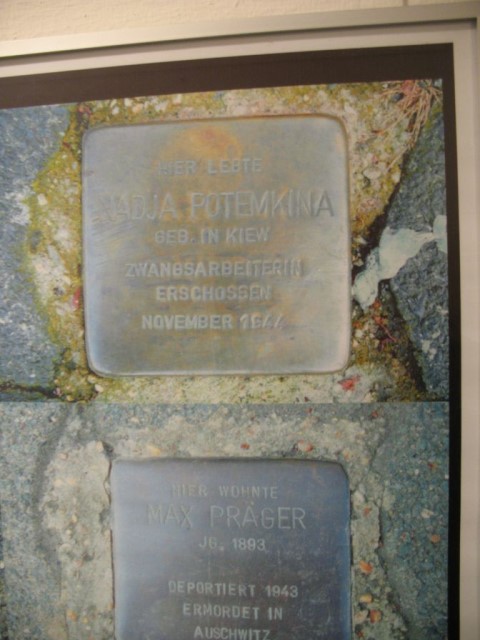 HIER LEBTE
NADJA POTEMKINA
GEB. IN KIEW
ZWANGSARBEITERIN
ERSCHOSSEN
NOVEMBER 1944
HIER WOHNTE
MAX PRÄGER
JG. 1893
DEPORTIERT 1943
ERMORDET IN
AUSCHWITZ